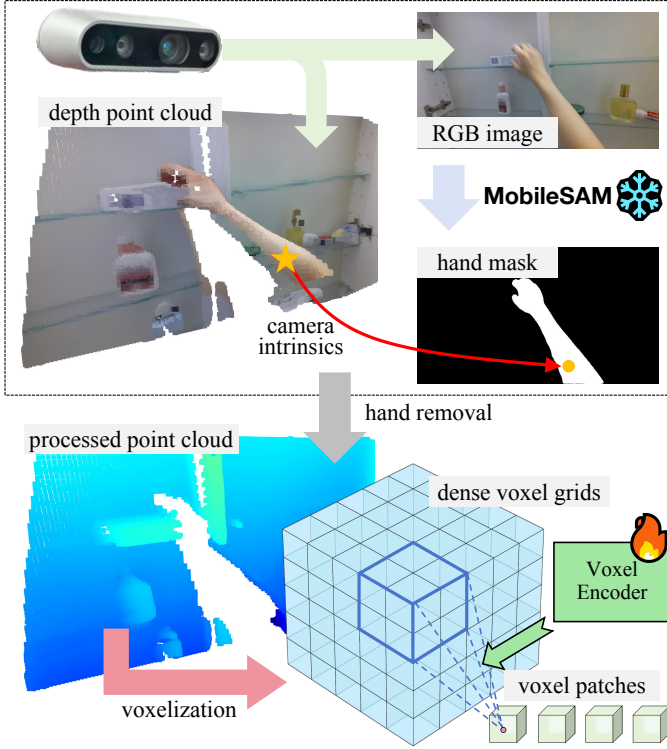 depth point cloud
RGB image
MobileSAM
hand mask
camera
intrinsics
hand removal
processed point cloud
dense voxel grids
Voxel
Encoder
voxel patches
voxelization